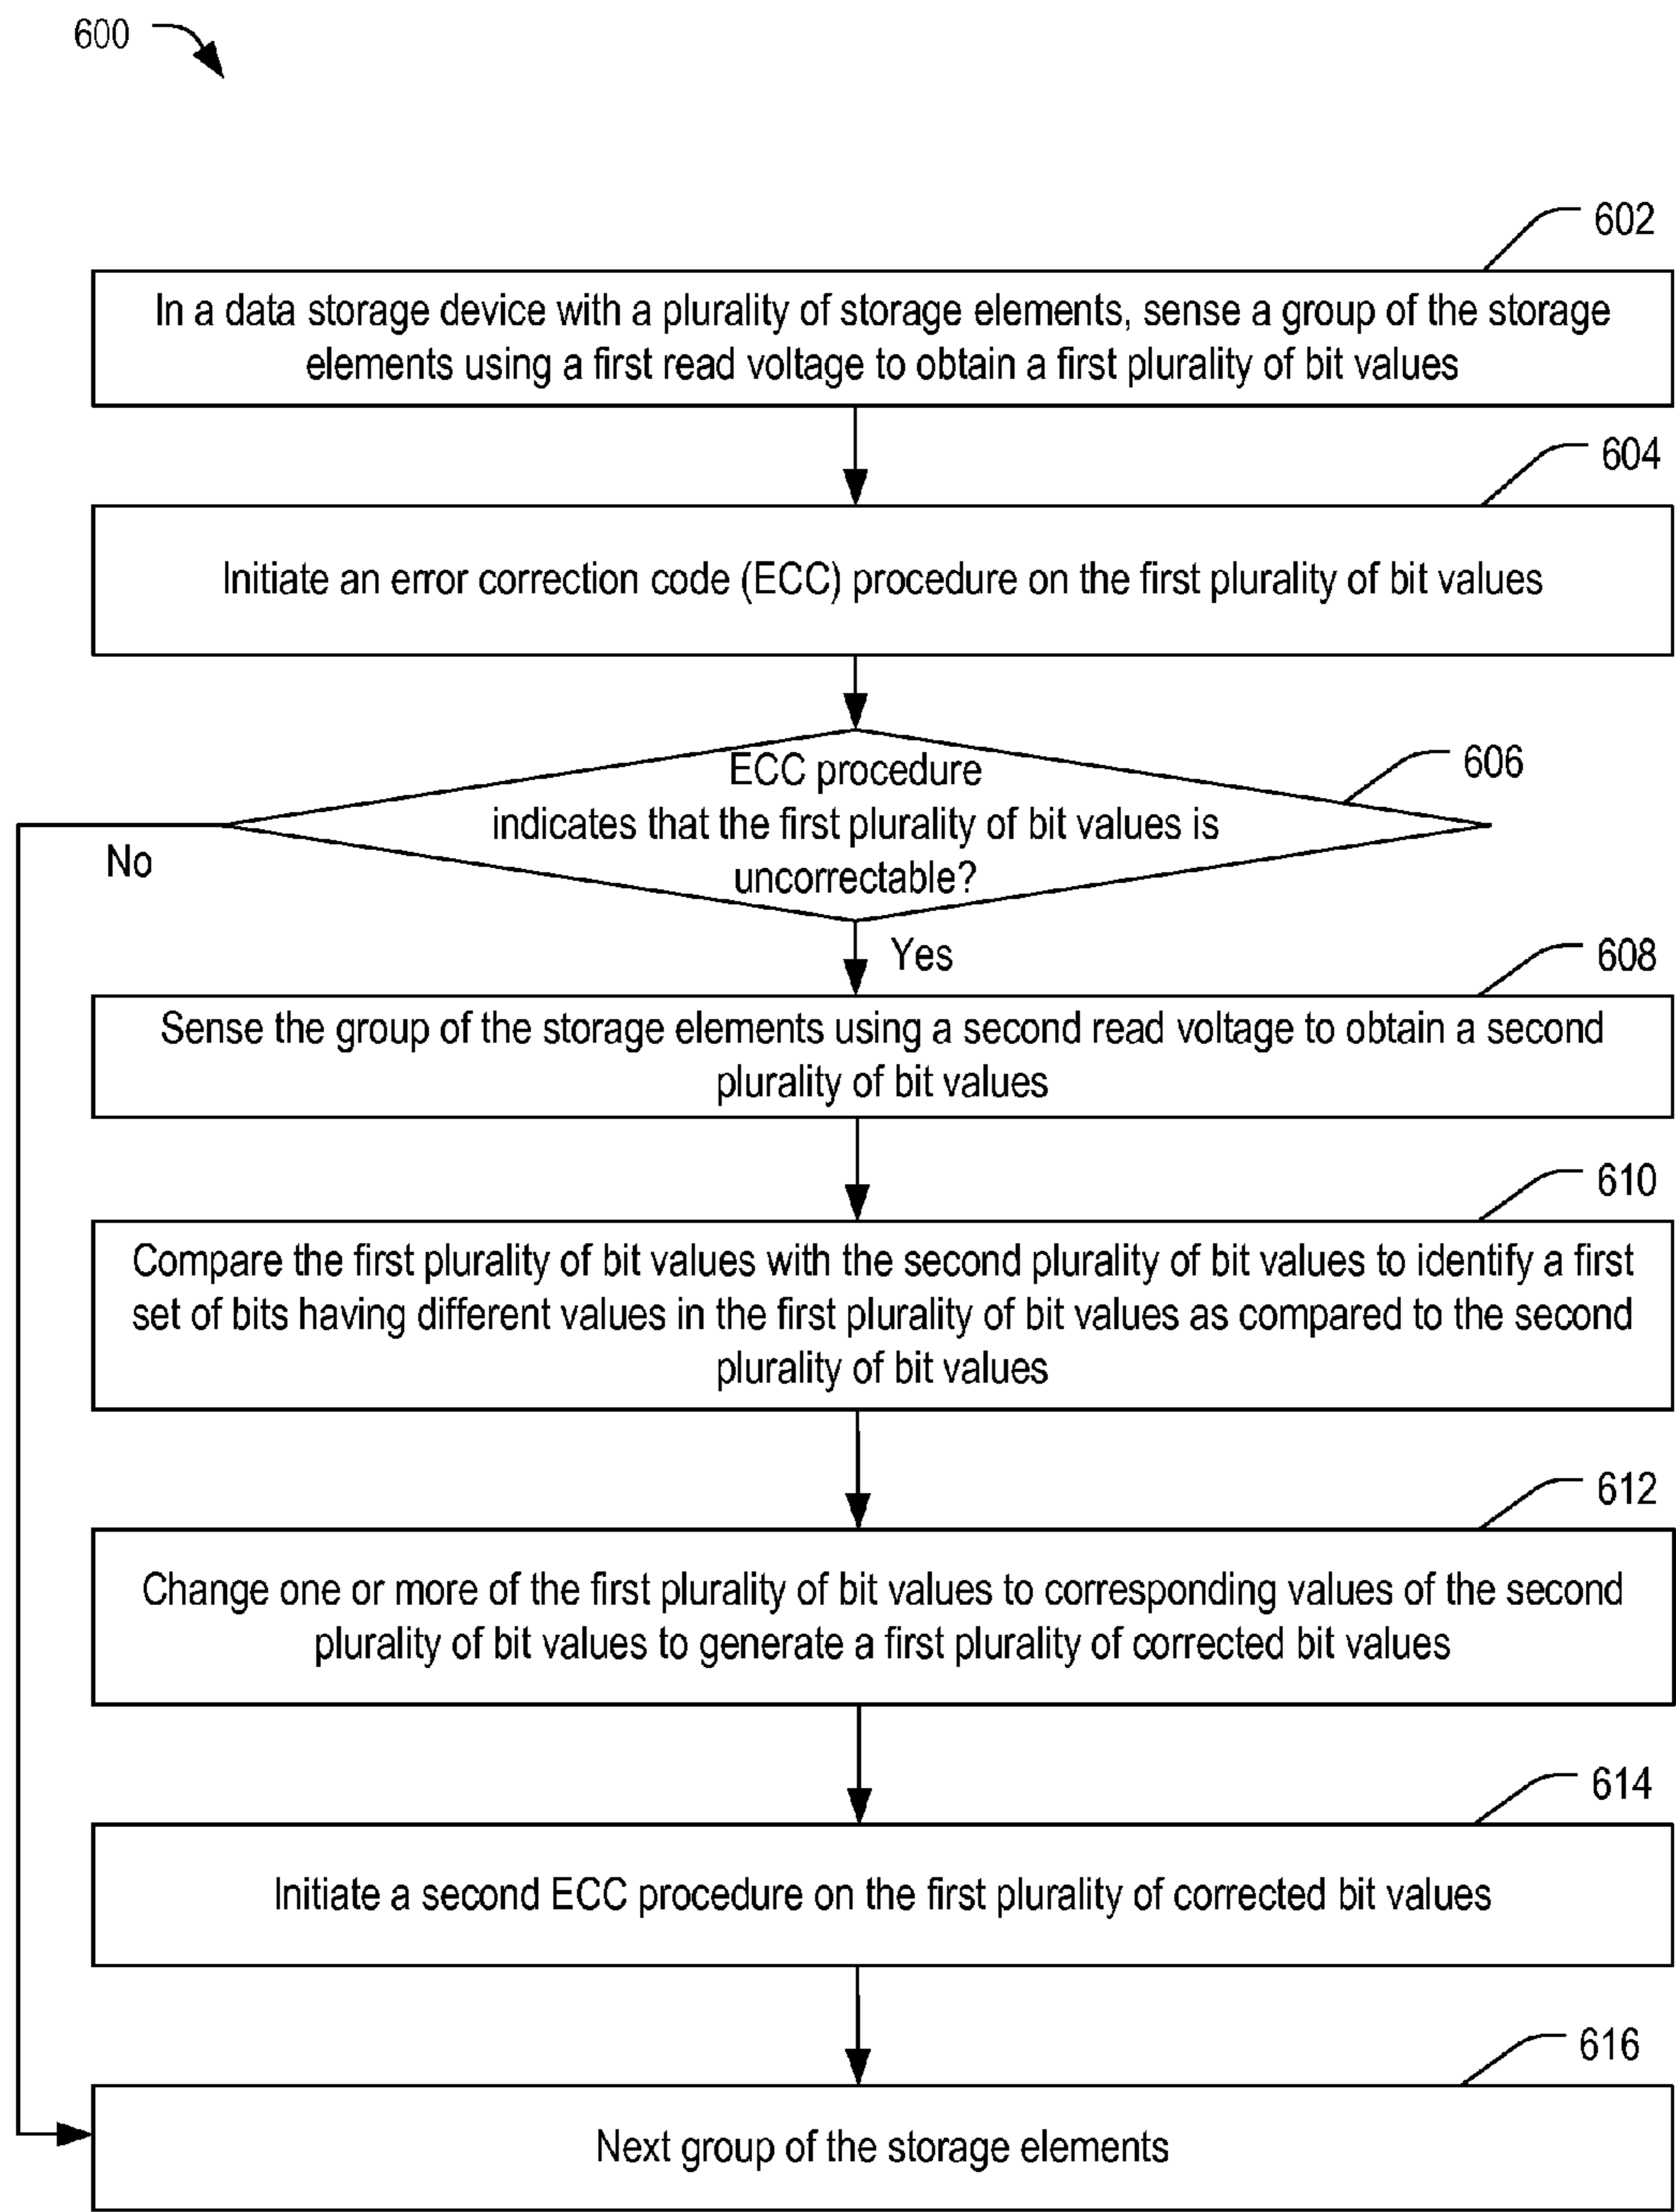 600
602
In a data storage device with a plurality of storage elements, sense a group of the storage
elements using a first read voltage to obtain a first plurality of bit values
604
Initiate an error correction code (ECC) procedure on the first plurality of bit values
606
ECC procedure
indicates that the first plurality of bit values is
uncorrectable?
No
Yes
608
Sense the group of the storage elements using a second read voltage to obtain a second
plurality of bit values
610
Compare the first plurality of bit values with the second plurality of bit values to identify a first
set of bits having different values in the first plurality of bit values as compared to the second
plurality of bit values
612
Change one or more of the first plurality of bit values to corresponding values of the second
plurality of bit values to generate a first plurality of corrected bit values
614
Initiate a second ECC procedure on the first plurality of corrected bit values
616
Next group of the storage elements